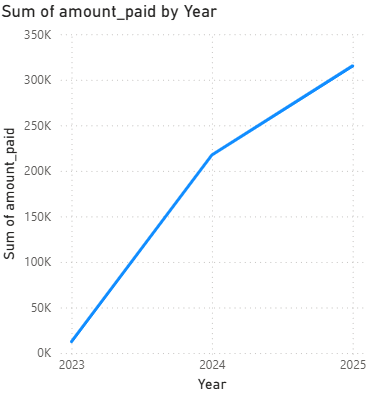 Sum of amount_paid by Year
350K
300K
250K
200K
150K
100K
50K
0K
Sum of amount_paid
2023 2024 2025
Year